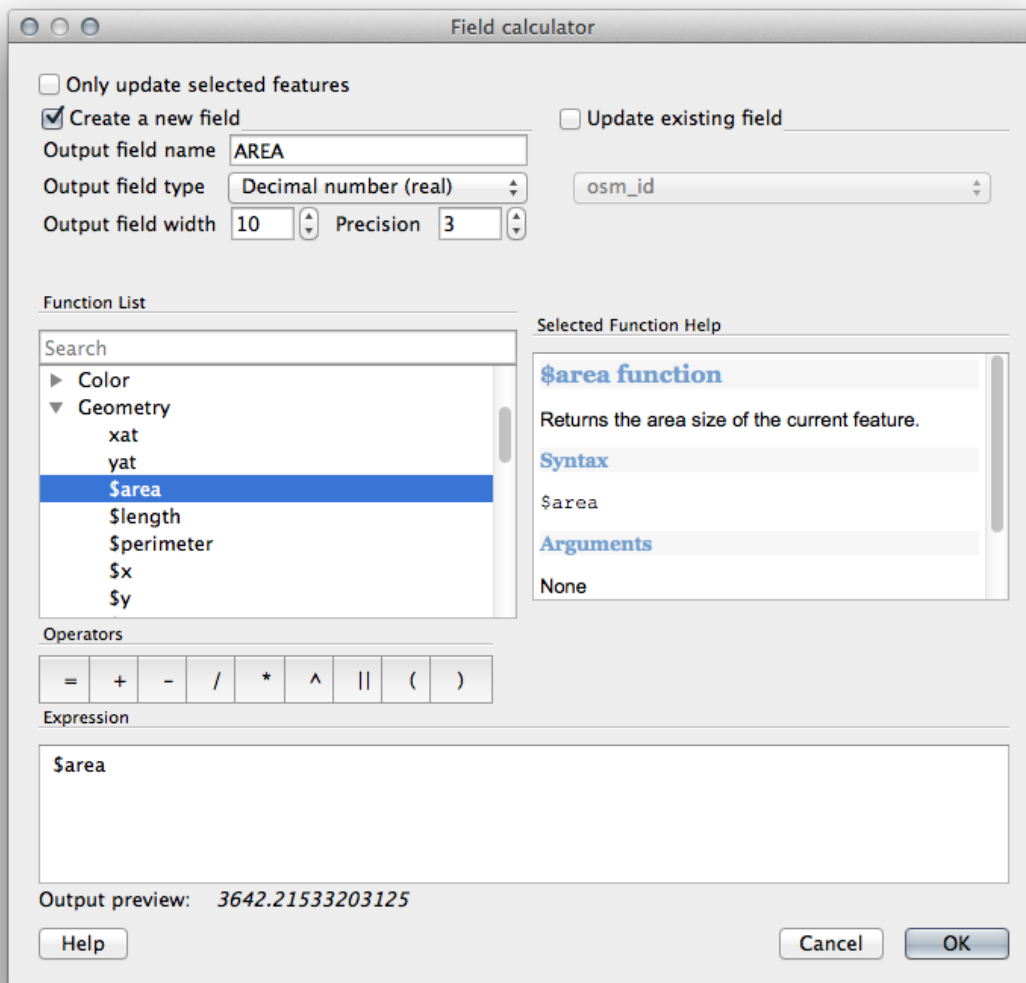 Field calculator
Only update selected features
Create a new field
Update existing field
Output field name AREA
Output field type Decimal number (real) osm_id
Output field width 10 Precision 3
Function List
Selected Function Help
Search
Color
Geometry
xat
yat
$area
$length
$perimeter
$x
$y
$area function
Returns the area size of the current feature.
Syntax
$area
Arguments
None
Operators
= + - / * ^ || ( )
Expression
$area
Output preview: 3642.21533203125
Help Cancel OK